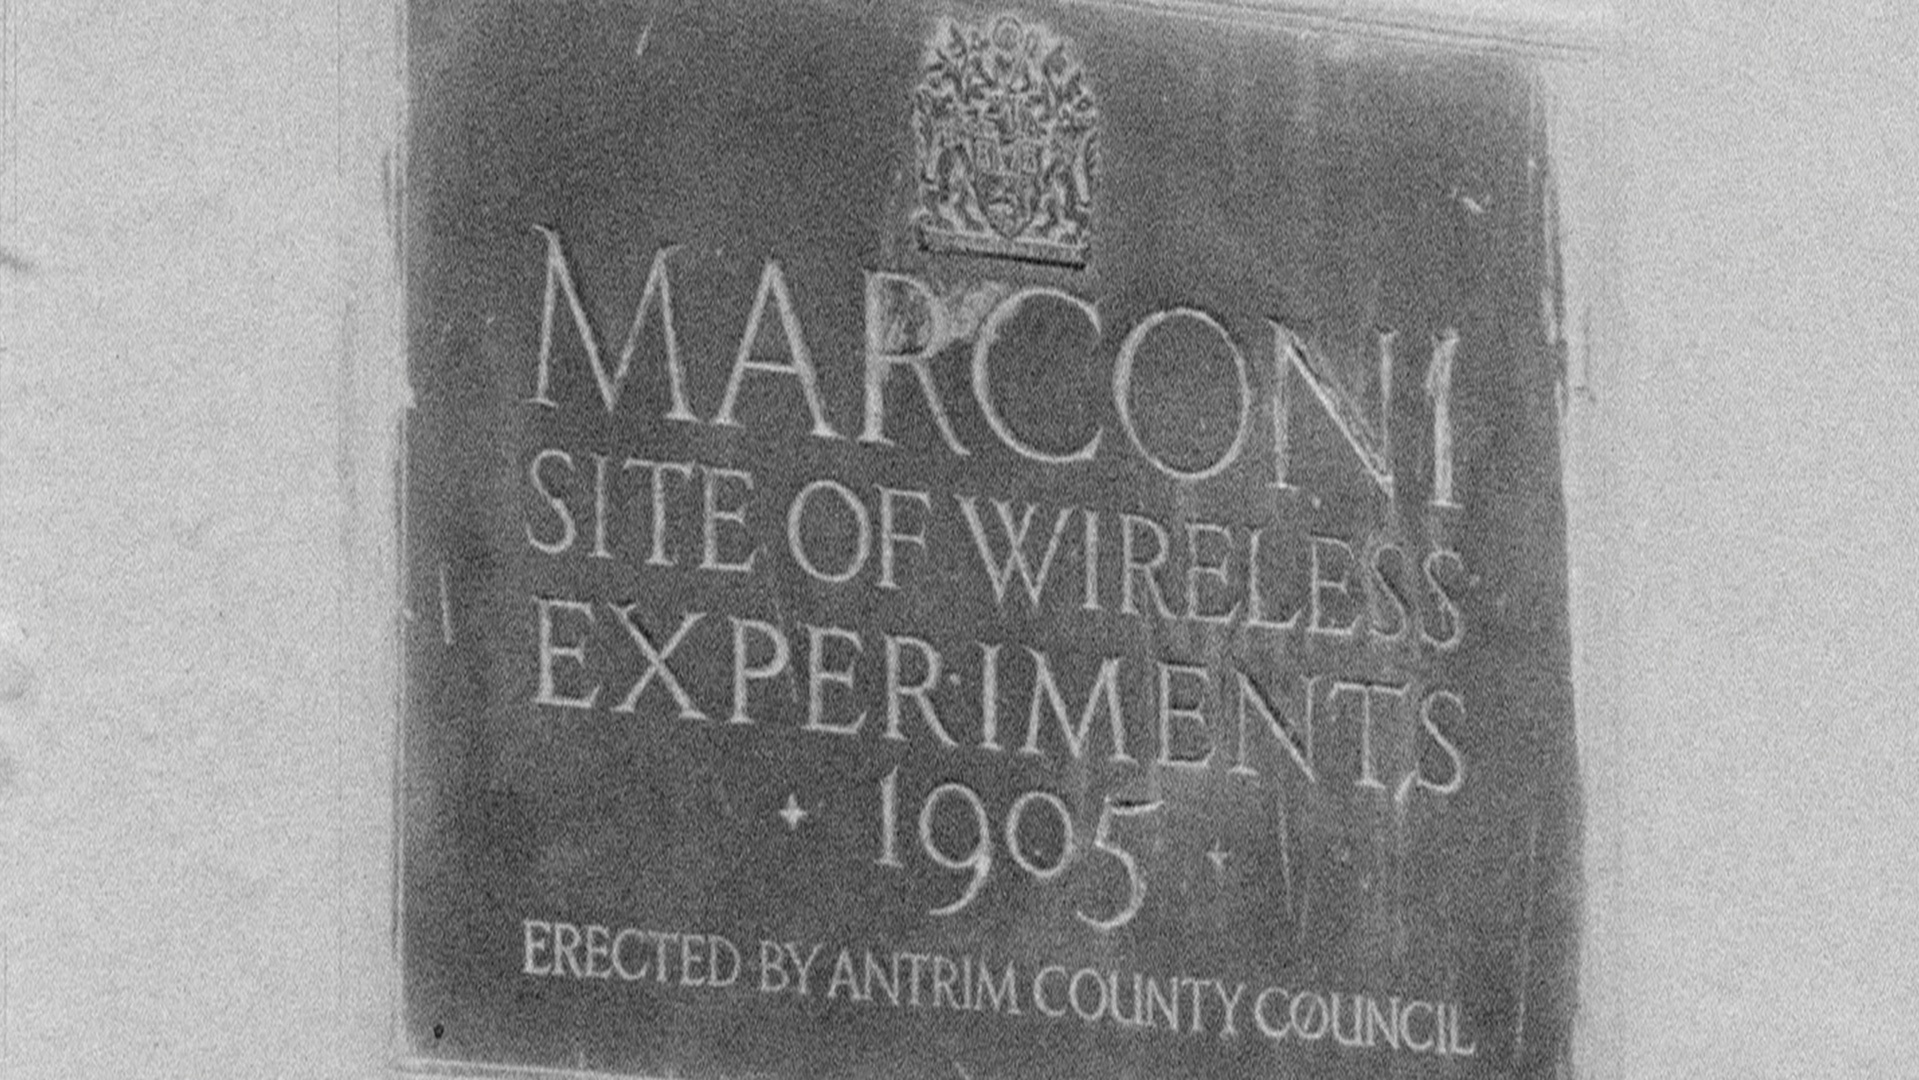 MARCONI
SITE OF WIRELESS
EXPERIMENTS
1905
ERECTED BY ANTRIM COUNTY COUNCIL